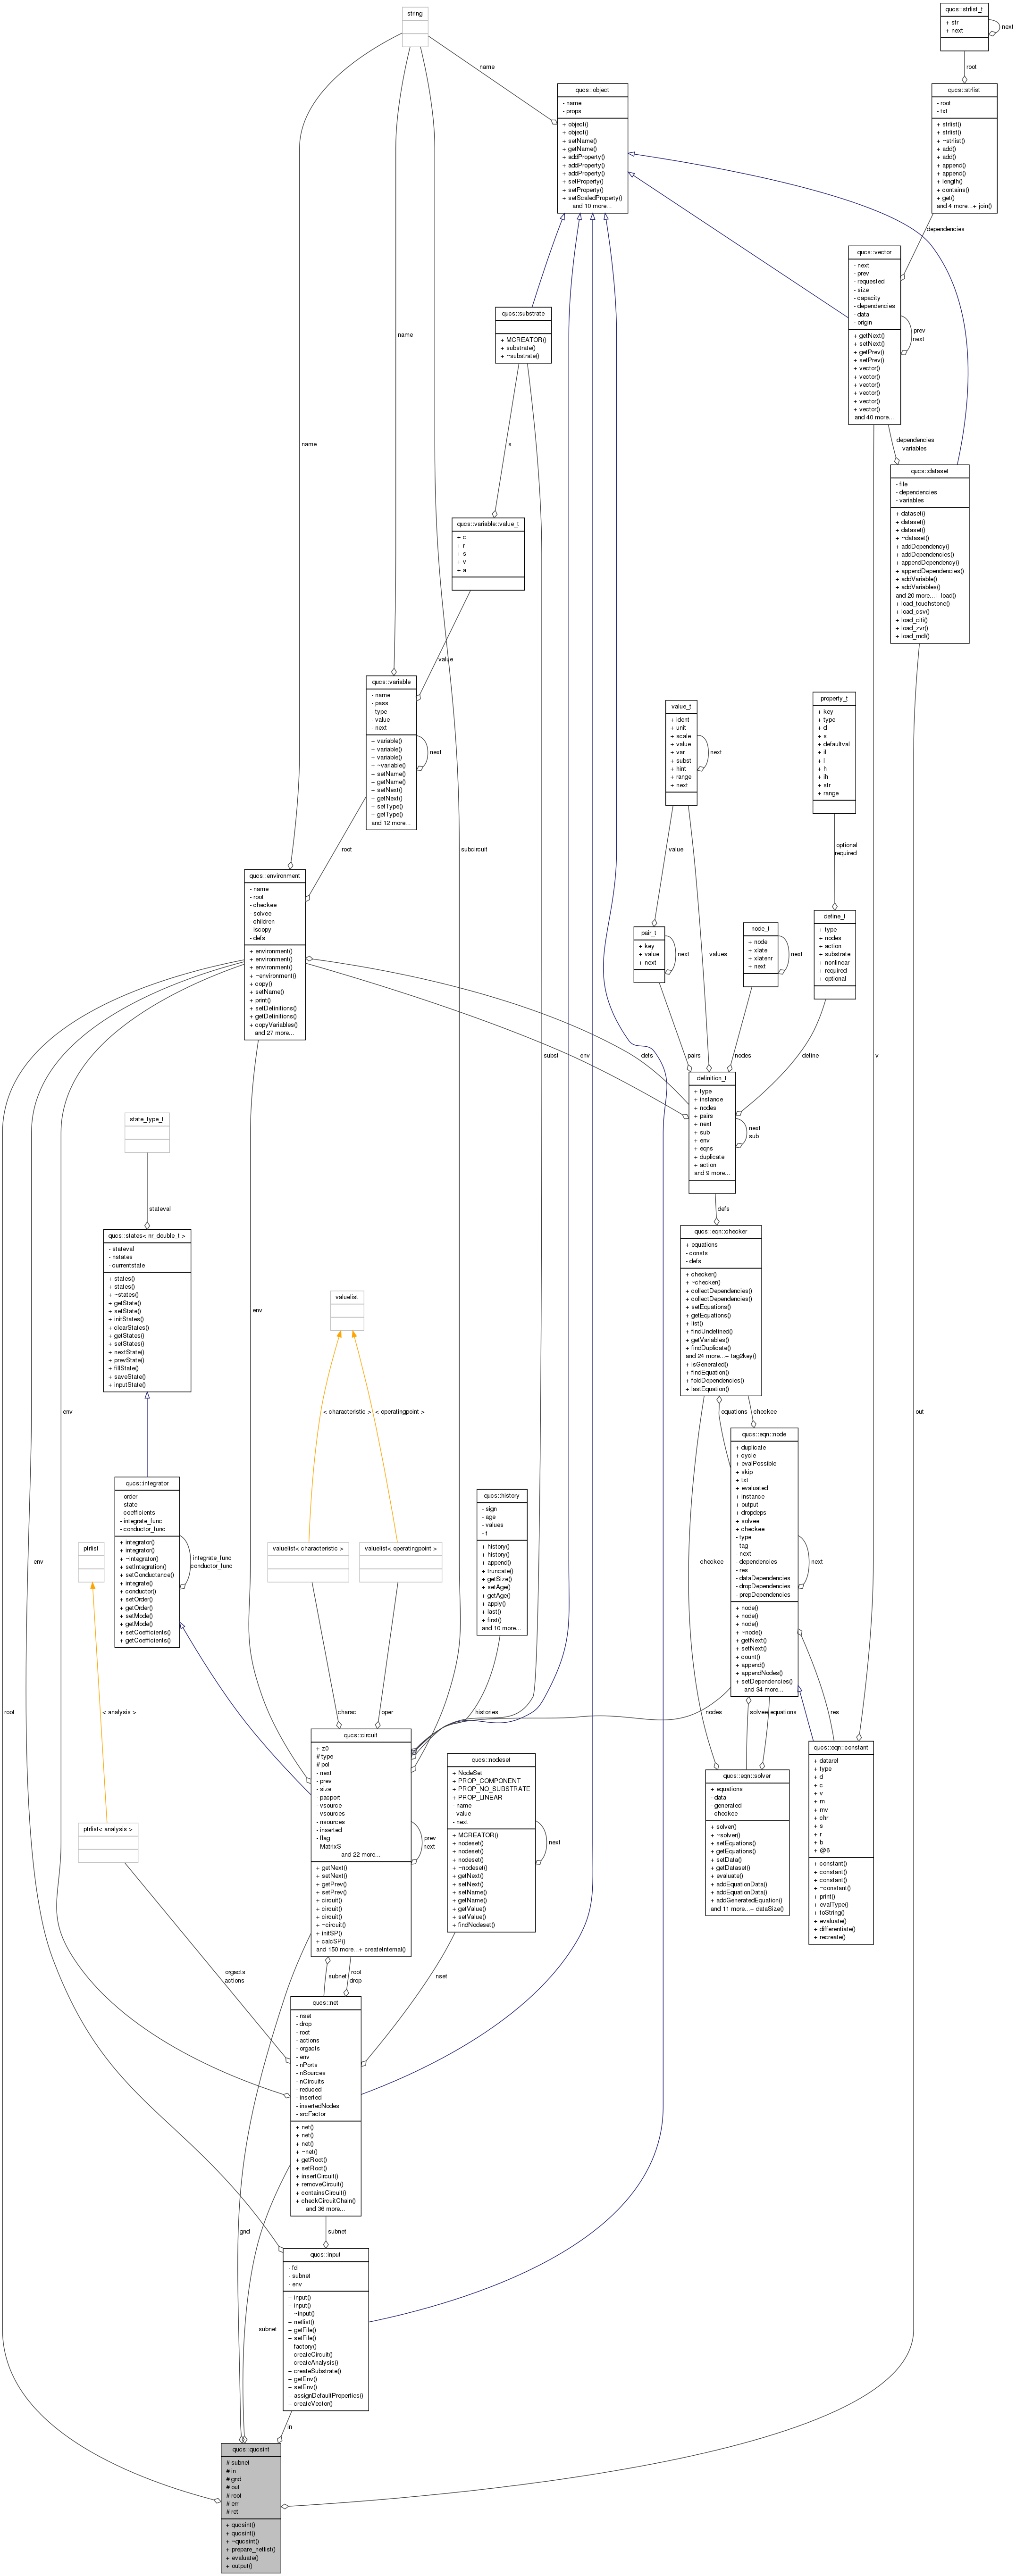 string
qucs::strlist_t
+ str
+ next
next
root
name
qucs::object
- name
- props
+ object()
+ object()
+ setName()
+ getName()
+ addProperty()
+ addProperty()
+ addProperty()
+ setProperty()
+ setProperty()
+ setScaledProperty()
and 10 more...
qucs::strlist
- root
- txt
+ strlist()
+ strlist()
+ ~strlist()
+ add()
+ add()
+ append()
+ append()
+ length()
+ contains()
+ get()
and 4 more...+ join()
dependencies
qucs::vector
- next
- prev
- requested
- size
- capacity
- dependencies
- data
- origin
+ getNext()
+ setNext()
+ getPrev()
+ setPrev()
+ vector()
+ vector()
+ vector()
+ vector()
+ vector()
+ vector()
and 40 more...
prev
next
qucs::substrate
+ MCREATOR()
+ substrate()
+ ~substrate()
name
name
s
dependencies
variables
qucs::dataset
- file
- dependencies
- variables
+ dataset()
+ dataset()
+ dataset()
+ ~dataset()
+ addDependency()
+ addDependencies()
+ appendDependency()
+ appendDependencies()
+ addVariable()
+ addVariables()
and 20 more...+ load()
+ load_touchstone()
+ load_csv()
+ load_citi()
+ load_zvr()
+ load_mdl()
qucs::variable::value_t
+ c
+ r
+ s
+ v
+ a
value
qucs::variable
- name
- pass
- type
- value
- next
+ variable()
+ variable()
+ variable()
+ ~variable()
+ setName()
+ getName()
+ setNext()
+ getNext()
+ setType()
+ getType()
and 12 more...
next
value_t
+ ident
+ unit
+ scale
+ value
+ var
+ subst
+ hint
+ range
+ next
next
property_t
+ key
+ type
+ d
+ s
+ defaultval
+ il
+ l
+ h
+ ih
+ str
+ range
root
subcircuit
value
optional
required
qucs::environment
- name
- root
- checkee
- solvee
- children
- iscopy
- defs
+ environment()
+ environment()
+ environment()
+ ~environment()
+ copy()
+ setName()
+ print()
+ setDefinitions()
+ getDefinitions()
+ copyVariables()
and 27 more...
pair_t
+ key
+ value
+ next
next
values
node_t
+ node
+ xlate
+ xlatenr
+ next
next
define_t
+ type
+ nodes
+ action
+ substrate
+ nonlinear
+ required
+ optional
subst
env
defs
pairs
nodes
define
v
definition_t
+ type
+ instance
+ nodes
+ pairs
+ next
+ sub
+ env
+ eqns
+ duplicate
+ action
and 9 more...
next
sub
state_type_t
stateval
defs
qucs::states< nr_double_t >
- stateval
- nstates
- currentstate
+ states()
+ states()
+ ~states()
+ getState()
+ setState()
+ initStates()
+ clearStates()
+ getStates()
+ setStates()
+ nextState()
+ prevState()
+ fillState()
+ saveState()
+ inputState()
env
valuelist
qucs::eqn::checker
+ equations
- consts
- defs
+ checker()
+ ~checker()
+ collectDependencies()
+ collectDependencies()
+ setEquations()
+ getEquations()
+ list()
+ findUndefined()
+ getVariables()
+ findDuplicate()
and 24 more...+ tag2key()
+ isGenerated()
+ findEquation()
+ foldDependencies()
+ lastEquation()
env
< characteristic >
< operatingpoint >
equations
checkee
out
qucs::eqn::node
+ duplicate
+ cycle
+ evalPossible
+ skip
+ txt
+ evaluated
+ instance
+ output
+ dropdeps
+ solvee
+ checkee
- type
- tag
- next
- dependencies
- res
- dataDependencies
- dropDependencies
- prepDependencies
+ node()
+ node()
+ node()
+ ~node()
+ getNext()
+ setNext()
+ count()
+ append()
+ appendNodes()
+ setDependencies()
and 34 more...
next
qucs::integrator
- order
- state
- coefficients
- integrate_func
- conductor_func
+ integrator()
+ integrator()
+ ~integrator()
+ setIntegration()
+ setConductance()
+ integrate()
+ conductor()
+ setOrder()
+ getOrder()
+ setMode()
+ getMode()
+ setCoefficients()
+ getCoefficients()
integrate_func
conductor_func
ptrlist
valuelist< characteristic >
valuelist< operatingpoint >
qucs::history
- sign
- age
- values
- t
+ history()
+ history()
+ append()
+ truncate()
+ getSize()
+ setAge()
+ getAge()
+ apply()
+ last()
+ first()
and 10 more...
checkee
env
root
< analysis >
charac
oper
histories
nodes
solvee
equations
res
qucs::circuit
+ z0
# type
# pol
- next
- prev
- size
- pacport
- vsource
- vsources
- nsources
- inserted
- flag
- MatrixS
and 22 more...
+ getNext()
+ setNext()
+ getPrev()
+ setPrev()
+ circuit()
+ circuit()
+ circuit()
+ ~circuit()
+ initSP()
+ calcSP()
and 150 more...+ createInternal()
prev
next
qucs::nodeset
+ NodeSet
+ PROP_COMPONENT
+ PROP_NO_SUBSTRATE
+ PROP_LINEAR
- name
- value
- next
+ MCREATOR()
+ nodeset()
+ nodeset()
+ nodeset()
+ ~nodeset()
+ getNext()
+ setNext()
+ setName()
+ getName()
+ getValue()
+ setValue()
+ findNodeset()
next
qucs::eqn::solver
+ equations
- data
- generated
- checkee
+ solver()
+ ~solver()
+ setEquations()
+ getEquations()
+ setData()
+ getDataset()
+ evaluate()
+ addEquationData()
+ addEquationData()
+ addGeneratedEquation()
and 11 more...+ dataSize()
qucs::eqn::constant
+ dataref
+ type
+ d
+ c
+ v
+ m
+ mv
+ chr
+ s
+ r
+ b
+ @6
+ constant()
+ constant()
+ constant()
+ ~constant()
+ print()
+ evalType()
+ toString()
+ evaluate()
+ differentiate()
+ recreate()
ptrlist< analysis >
orgacts
actions
subnet
root
drop
nset
qucs::net
- nset
- drop
- root
- actions
- orgacts
- env
- nPorts
- nSources
- nCircuits
- reduced
- inserted
- insertedNodes
- srcFactor
+ net()
+ net()
+ net()
+ ~net()
+ getRoot()
+ setRoot()
+ insertCircuit()
+ removeCircuit()
+ containsCircuit()
+ checkCircuitChain()
and 36 more...
gnd
subnet
qucs::input
- fd
- subnet
- env
+ input()
+ input()
+ ~input()
+ netlist()
+ getFile()
+ setFile()
+ factory()
+ createCircuit()
+ createAnalysis()
+ createSubstrate()
+ getEnv()
+ setEnv()
+ assignDefaultProperties()
+ createVector()
subnet
in
qucs::qucsint
# subnet
# in
# gnd
# out
# root
# err
# ret
+ qucsint()
+ qucsint()
+ ~qucsint()
+ prepare_netlist()
+ evaluate()
+ output()